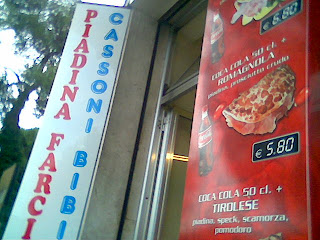 PIADINA FARCI
CASSONI BIBI
€ 6.80
COCA COLA 50 cl. +
ROMAGNOLA
piadina, prosciutto crudo
€ 5.80
COCA COLA 50 cl. +
TIROLESE
piadina, speck, scamorza,
pomodoro